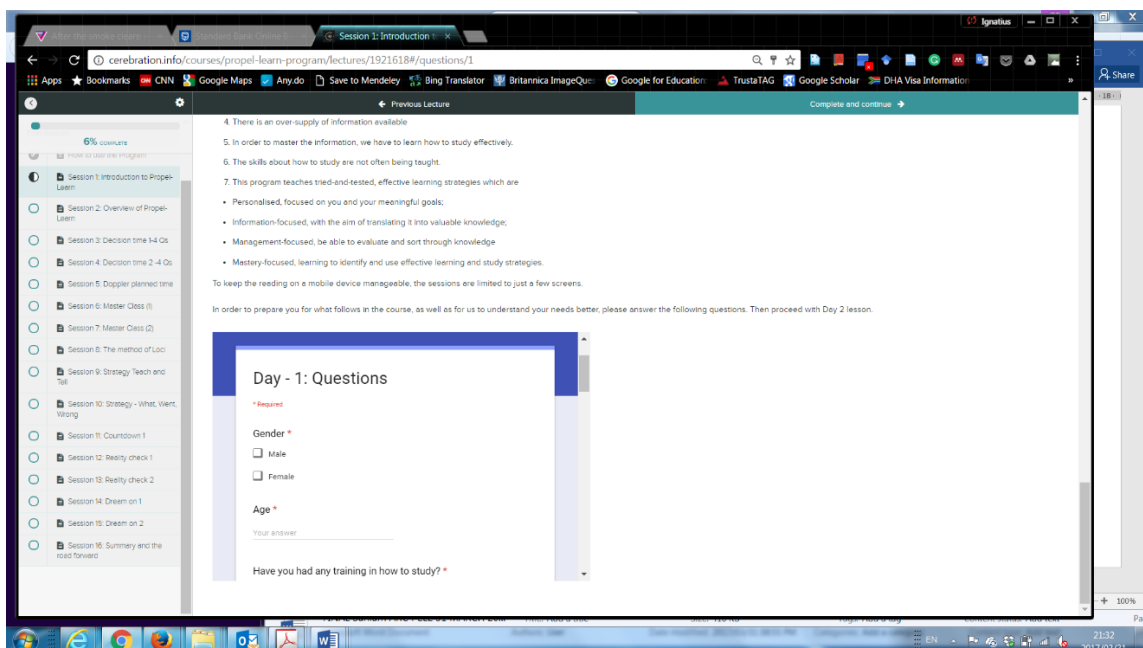 Ignatius
After the smoke clears
Standard Bank Online B
Session 1: Introduction t
cerebration.info/courses/propel-learn-program/lectures/1921618#/questions/1
Apps Bookmarks CNN Google Maps Any.do Save to Mendeley Bing Translator Britannica ImageQue Google for Education TrustaTAG Google Scholar DHA Visa Information
Share
18
Previous Lecture
Complete and continue
6% COMPLETE
How to use the Program
Session 1: Introduction to Propel-
Learn
Session 2: Overview of Propel-
Learn
Session 3: Decision time 1-4 Qs
Session 4: Decision time 2 -4 Qs
Session 5: Doppler planned time
Session 6: Master Class (1)
Session 7: Master Class (2)
Session 8: The method of Loci
Session 9: Strategy Teach and
Tell
Session 10: Strategy - What, Went,
Wrong
Session 11: Countdown 1
Session 12: Reality check 1
Session 13: Reality check 2
Session 14: Dream on 1
Session 15: Dream on 2
Session 16: Summary and the
road forward
4. There is an over-supply of information available
5. In order to master the information, we have to learn how to study effectively.
6. The skills about how to study are not often being taught.
7. This program teaches tried-and-tested, effective learning strategies which are
• Personalised, focused on you and your meaningful goals;
• Information-focused, with the aim of translating it into valuable knowledge;
• Management-focused, be able to evaluate and sort through knowledge
• Mastery-focused, learning to identify and use effective learning and study strategies.
To keep the reading on a mobile device manageable, the sessions are limited to just a few screens.
In order to prepare you for what follows in the course, as well as for us to understand your needs better, please answer the following questions. Then proceed with Day 2 lesson.
Day - 1: Questions
* Required
Gender *
Male
Female
Age *
Your answer
Have you had any training in how to study? *
100%
EN
21:32